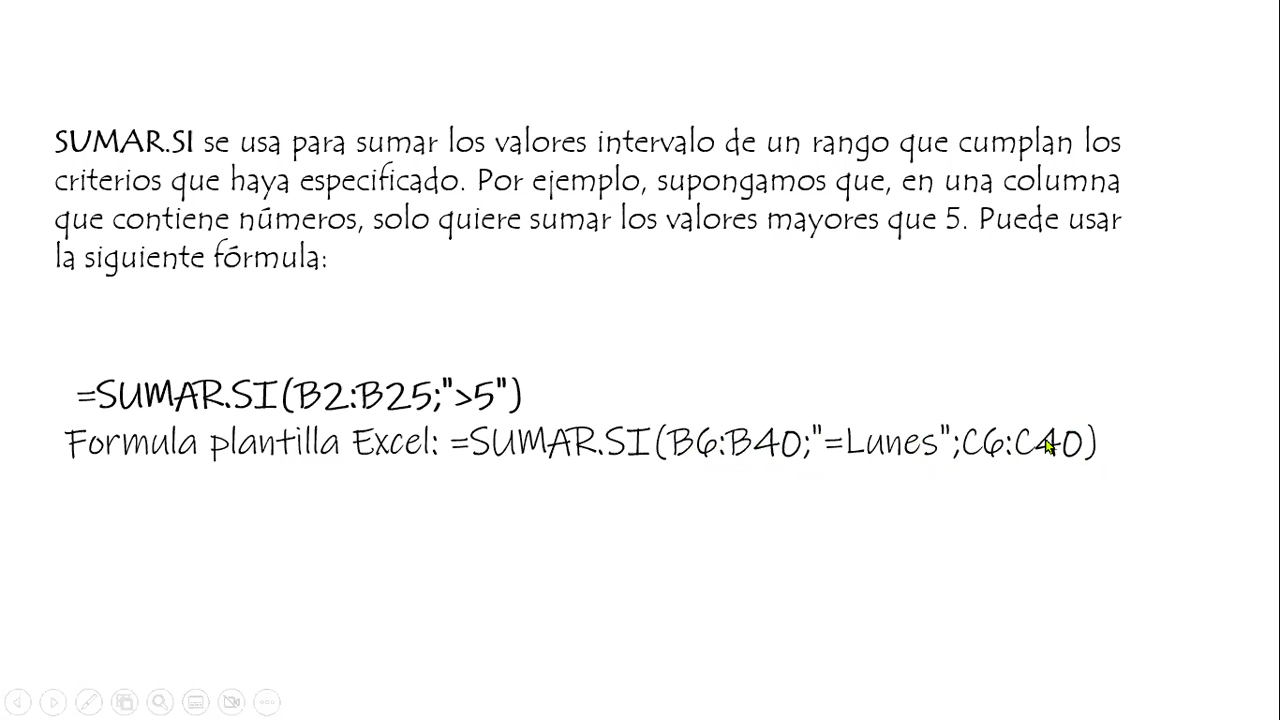 SUMAR.SI se usa para sumar los valores intervalo de un rango que cumplan los
criterios que haya especificado. Por ejemplo, supongamos que, en una columna
que contiene números, solo quiere sumar los valores mayores que 5. Puede usar
la siguiente fórmula:
=SUMAR.SI(B2:B25;">5")
Formula plantilla Excel: =SUMAR.SI(B6:B40;"=Lunes";C6:C40)